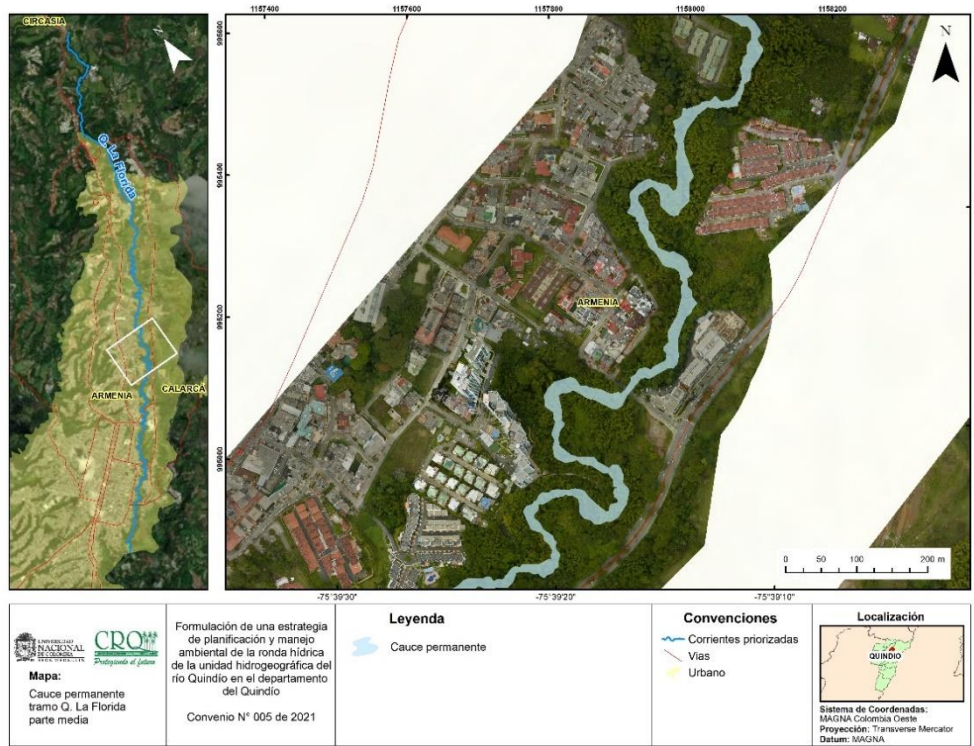 CIRCASIA
N
Q. La Florida
ARMENIA
CALARCÁ
1157400
1157600
1157800
1158000
1158200
995600
995400
995200
995000
N
ARMENIA
0 50 100 200 m
-75°39'30"
-75°39'20"
-75°39'10"
UNIVERSIDAD
NACIONAL
DE COLOMBIA
CRQ
Protegiendo el futuro
Mapa:
Cauce permanente
tramo Q. La Florida
parte media
Formulación de una estrategia
de planificación y manejo
ambiental de la ronda hídrica
de la unidad hidrogeográfica del
río Quindío en el departamento
del Quindío
Convenio N° 005 de 2021
Leyenda
Cauce permanente
Convenciones
Corrientes priorizadas
Vias
Urbano
Localización
QUINDIO
Sistema de Coordenadas:
MAGNA Colombia Oeste
Proyección: Transverse Mercator
Datum: MAGNA